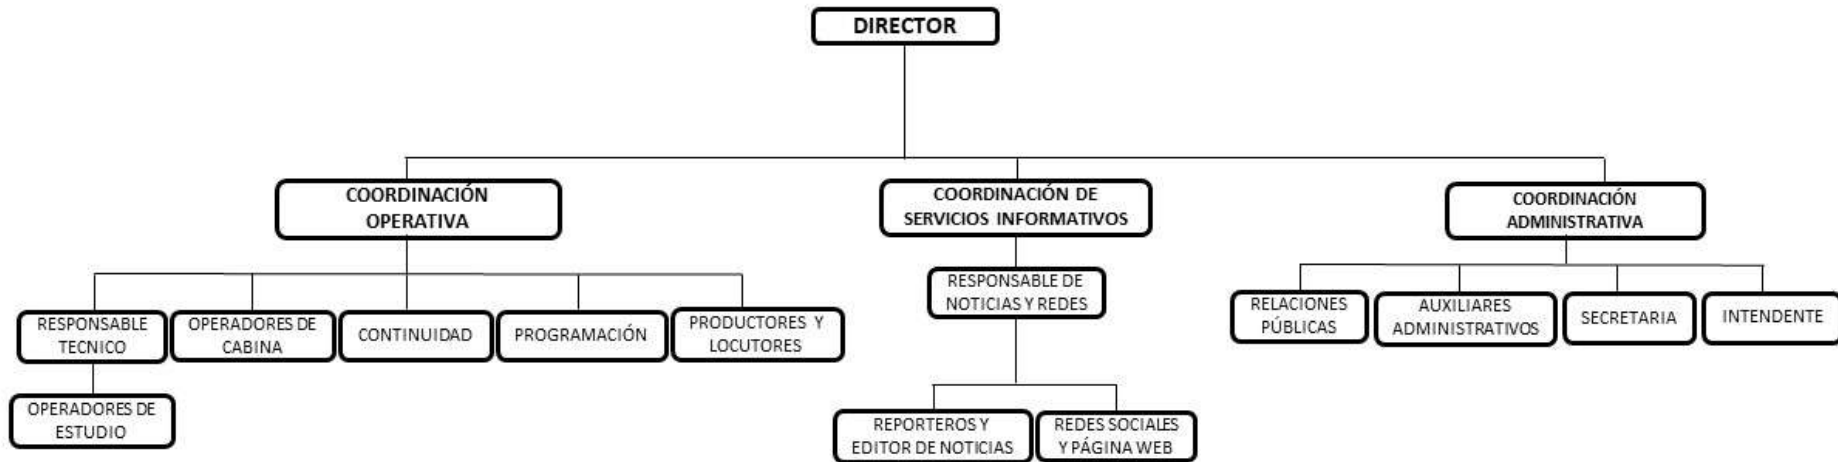 DIRECTOR
COORDINACIÓN
OPERATIVA
COORDINACIÓN DE
SERVICIOS INFORMATIVOS
COORDINACIÓN
ADMINISTRATIVA
RESPONSABLE
TECNICO
OPERADORES DE
CABINA
CONTINUIDAD
PROGRAMACIÓN
PRODUCTORES Y
LOCUTORES
RESPONSABLE DE
NOTICIAS Y REDES
RELACIONES
PÚBLICAS
AUXILIARES
ADMINISTRATIVOS
SECRETARIA
INTENDENTE
OPERADORES DE
ESTUDIO
REPORTEROS Y
EDITOR DE NOTICIAS
REDES SOCIALES
Y PÁGINA WEB